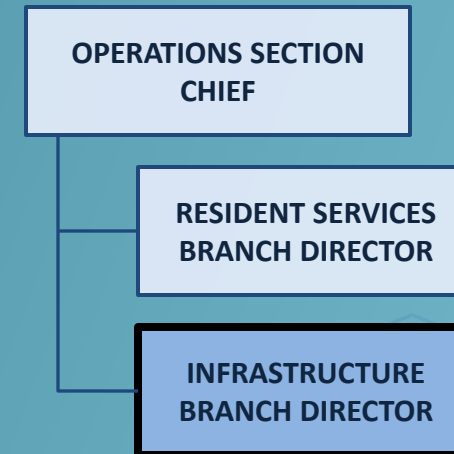 OPERATIONS SECTION
CHIEF
RESIDENT SERVICES
BRANCH DIRECTOR
INFRASTRUCTURE
BRANCH DIRECTOR